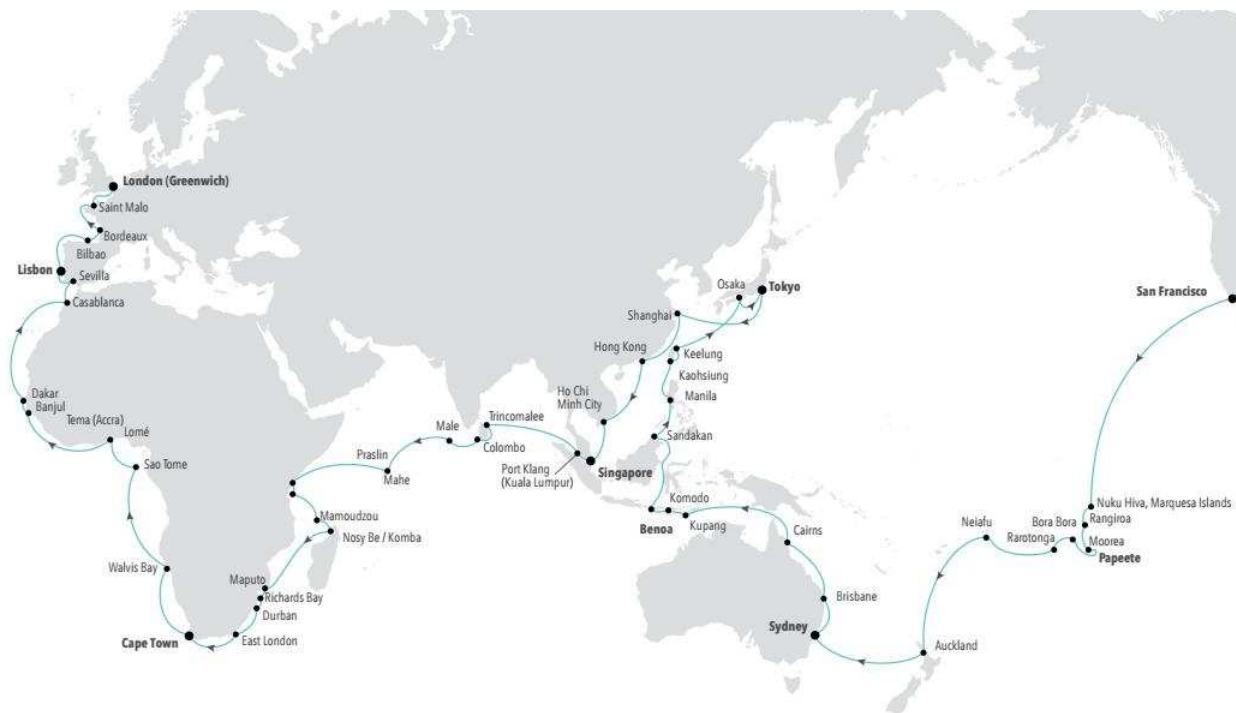 London (Greenwich)
Saint Malo
Bordeaux
Bilbao
Lisbon
Sevilla
Casablanca
Osaka
Tokyo
San Francisco
Shanghai
Hong Kong
Keelung
Kaohsiung
Dakar
Banjul
Ho Chi
Minh City
Manila
Tema (Accra)
Lomé
Trincomalee
Male
Colombo
Sandakan
Praslin
Sao Tome
Mahe
Port Klang
(Kuala Lumpur)
Singapore
Komodo
Nuku Hiva, Marquesa Islands
Mamoudzou
Benoa
Kupang
Rangiroa
Neiafu
Bora Bora
Cairns
Nosy Be / Komba
Rarotonga
Moorea
Papeete
Walvis Bay
Maputo
Richards Bay
Brisbane
Durban
Sydney
Cape Town
East London
Auckland